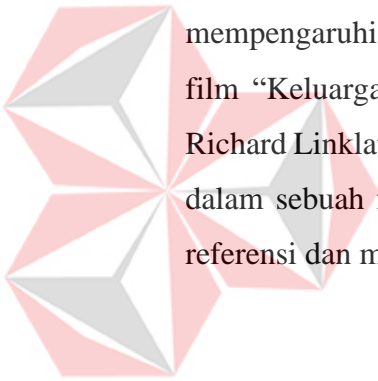 mempengaruhi
film “Keluarga
Richard Linkla
dalam sebuah
referensi dan m